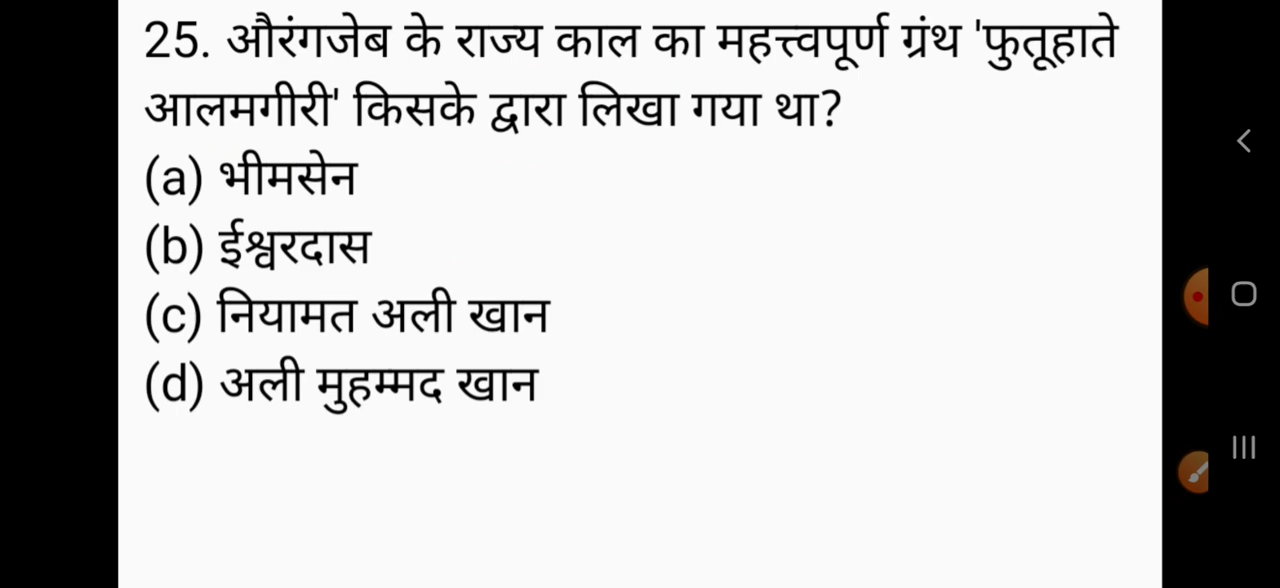 25. औरंगजेब के राज्य काल का महत्त्वपूर्ण ग्रंथ 'फुतूहाते
आलमगीरी' किसके द्वारा लिखा गया था?
(a) भीमसेन
(b) ईश्वरदास
(c) नियामत अली खान
(d) अली मुहम्मद खान